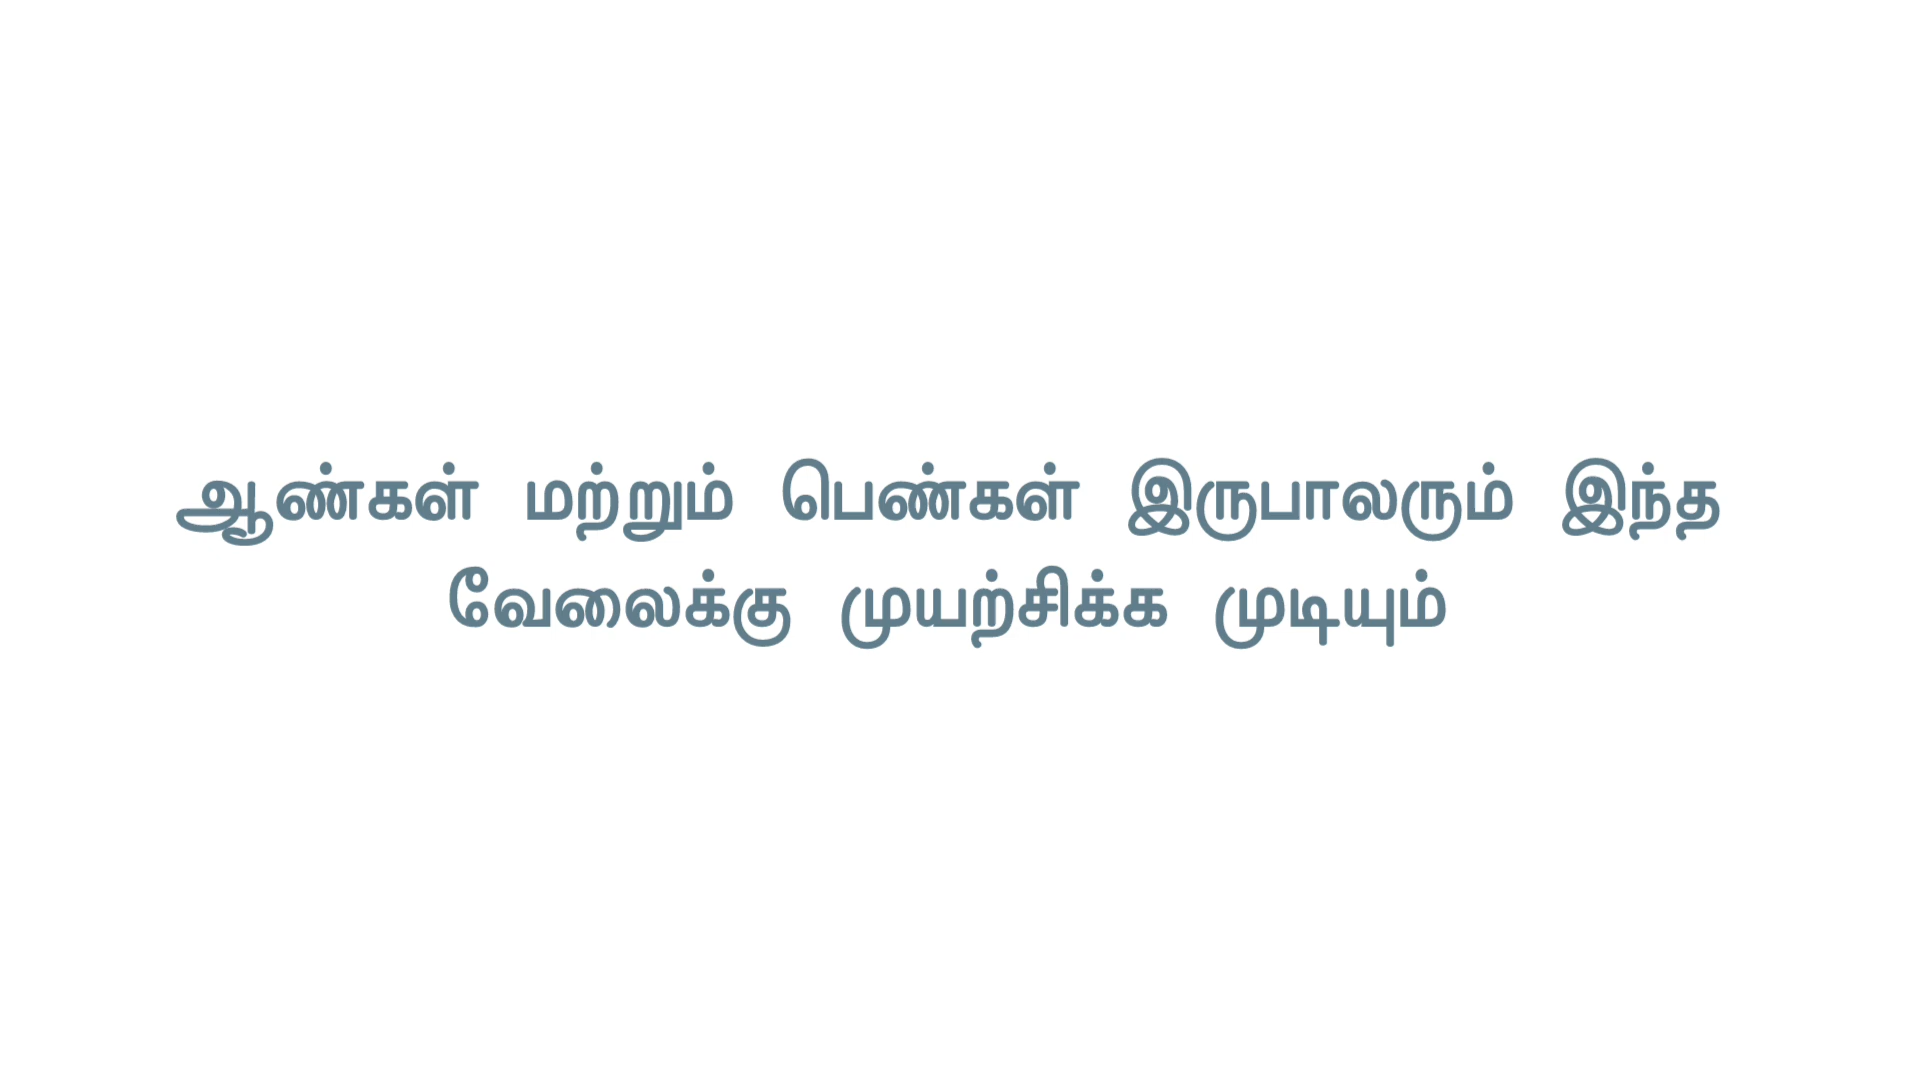 ஆண்கள் மற்றும் பெண்கள் இருபாலரும் இந்த
வேலைக்கு முயற்சிக்க முடியும்